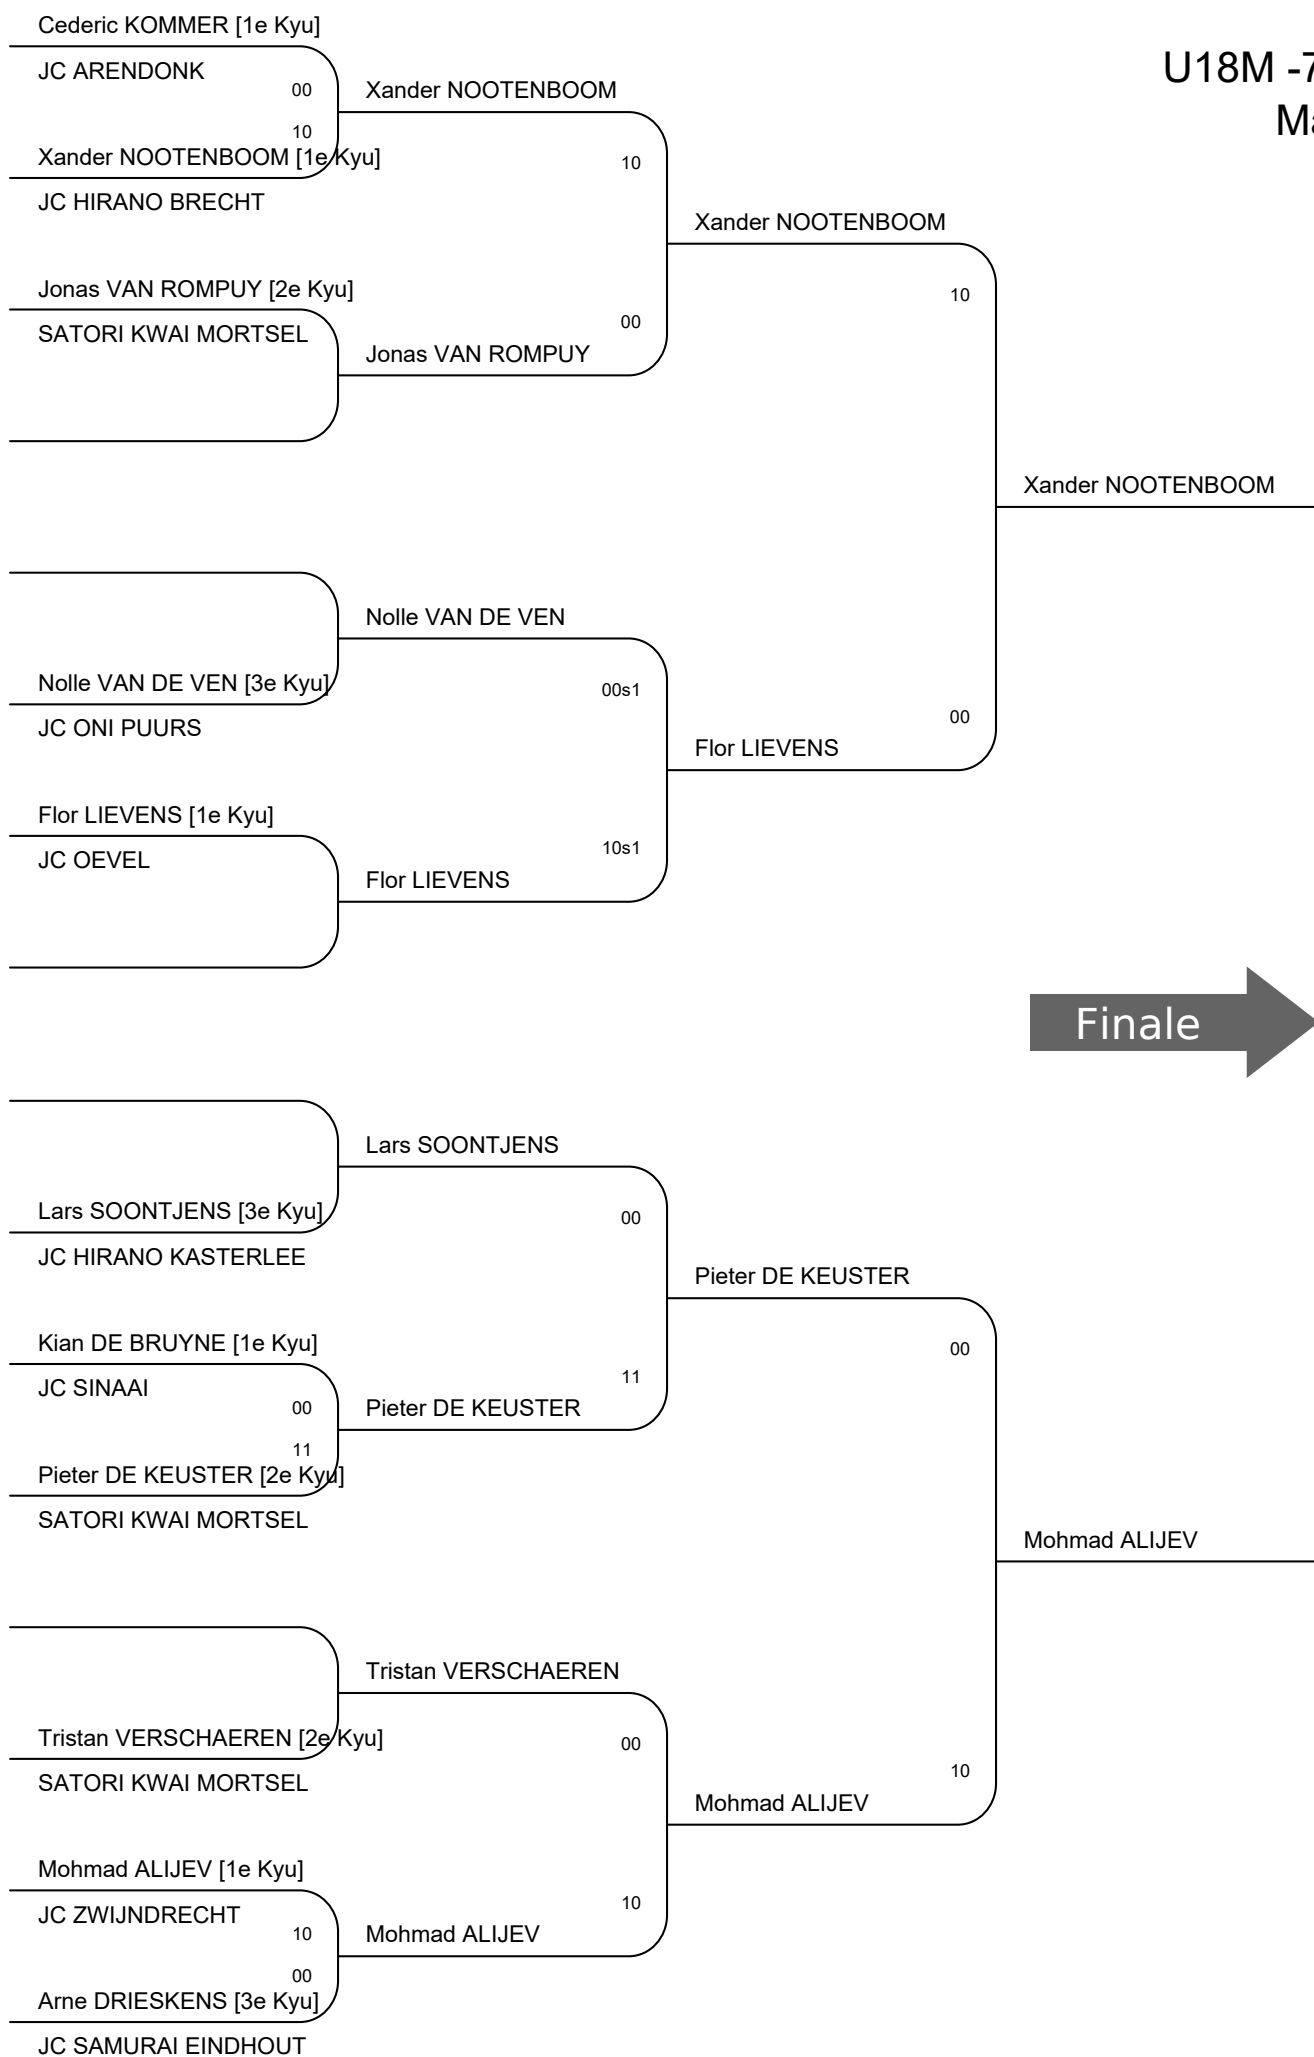 Cederic KOMMER [1e Kyu]
JC ARENDONK
00
10
Xander NOOTENBOOM [1e Kyu]
JC HIRANO BRECHT
Jonas VAN ROMPUY [2e Kyu]
SATORI KWAI MORTSEL
Nolle VAN DE VEN [3e Kyu]
JC ONI PUURS
Flor LIEVENS [1e Kyu]
JC OEVEL
Lars SOONTJENS [3e Kyu]
JC HIRANO KASTERLEE
Kian DE BRUYNE [1e Kyu]
JC SINAAI
00
11
Pieter DE KEUSTER [2e Kyu]
SATORI KWAI MORTSEL
Tristan VERSCHAEREN [2e Kyu]
SATORI KWAI MORTSEL
Mohmad ALIJEV [1e Kyu]
JC ZWIJNDRECHT
10
00
Arne DRIESKENS [3e Kyu]
JC SAMURAI EINDHOUT
Xander NOOTENBOOM
10
00
Jonas VAN ROMPUY
Nolle VAN DE VEN
00s1
10s1
Flor LIEVENS
Lars SOONTJENS
00
11
Pieter DE KEUSTER
Tristan VERSCHAEREN
00
10
Mohmad ALIJEV
Xander NOOTENBOOM
10
00
Flor LIEVENS
Pieter DE KEUSTER
00
10
Mohmad ALIJEV
U18M -7
Ma
Xander NOOTENBOOM
Finale
Mohmad ALIJEV